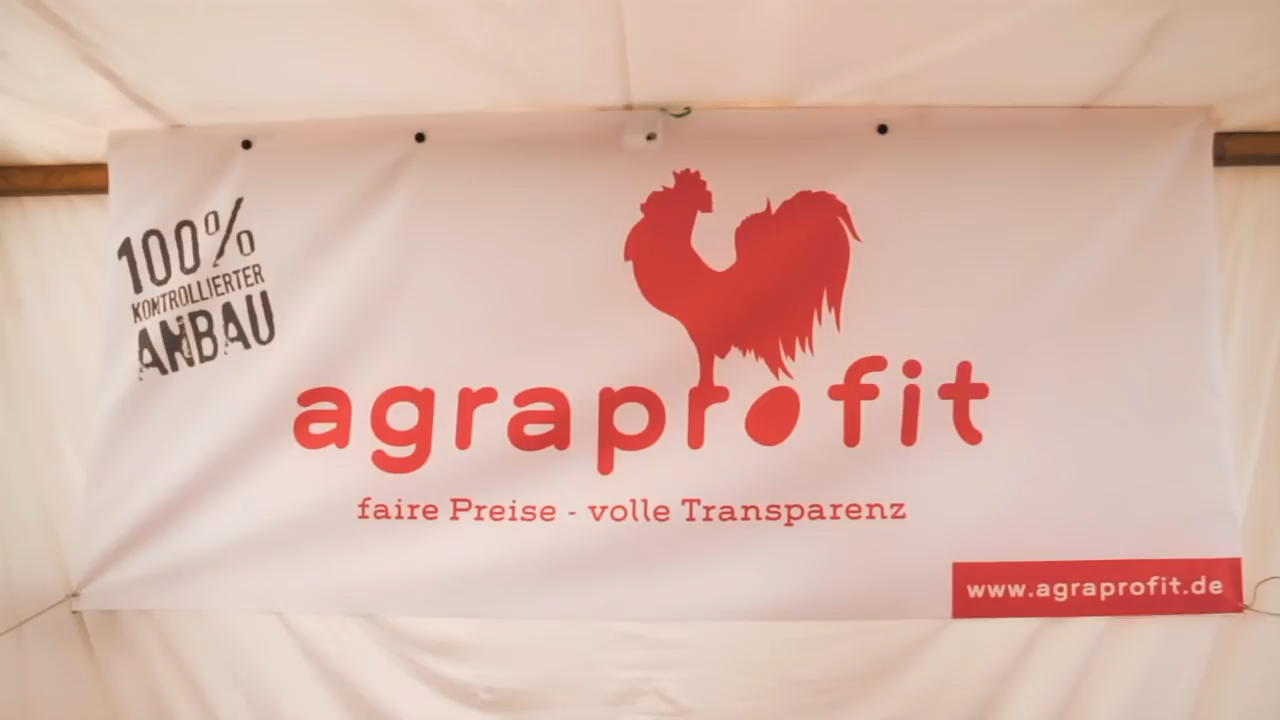 100%
KONTROLLIERTER
ANBAU
agraprofit
faire Preise - volle Transparenz
www.agraprofit.de